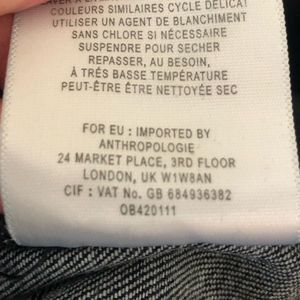 COULEURS SIMILAIRES CYCLE DÉLICAT
UTILISER UN AGENT DE BLANCHIMENT
SANS CHLORE SI NÉCESSAIRE
SUSPENDRE POUR SECHER
REPASSER, AU BESOIN,
À TRÉS BASSE TEMPÉRATURE
PEUT-ÊTRE ÊTRE NETTOYÉE SEC
FOR EU : IMPORTED BY
ANTHROPOLOGIE
24 MARKET PLACE, 3RD FLOOR
LONDON, UK W1W8AN
CIF : VAT No. GB 684936382
OB420111